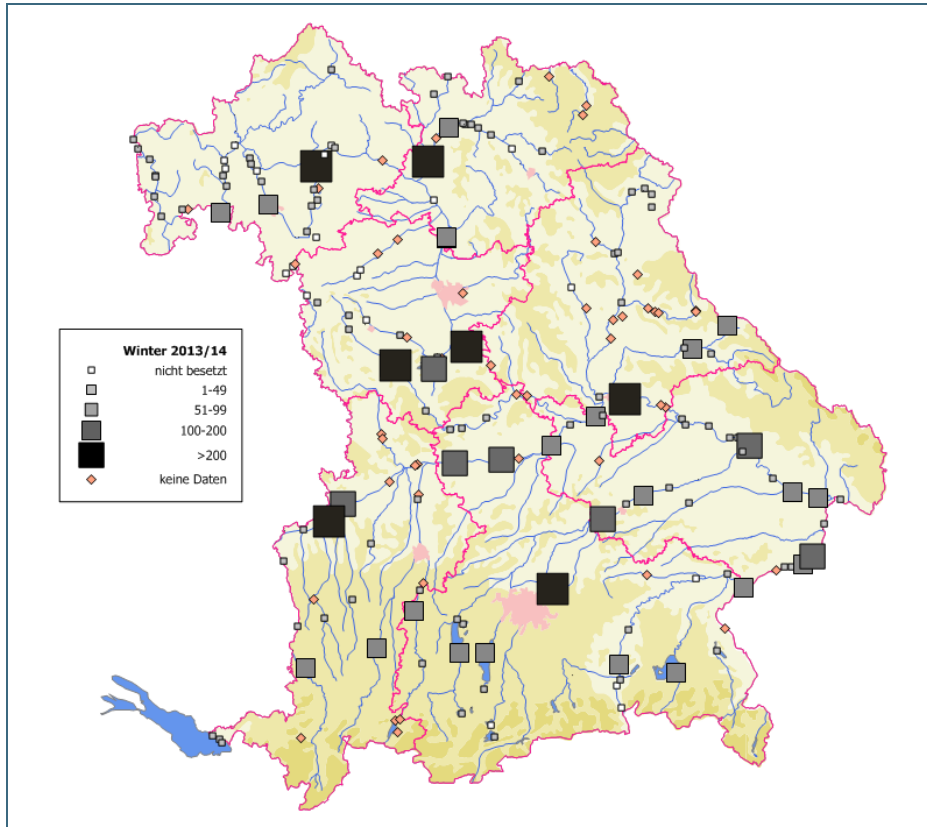 Winter 2013/14
nicht besetzt
1-49
51-99
100-200
>200
keine Daten